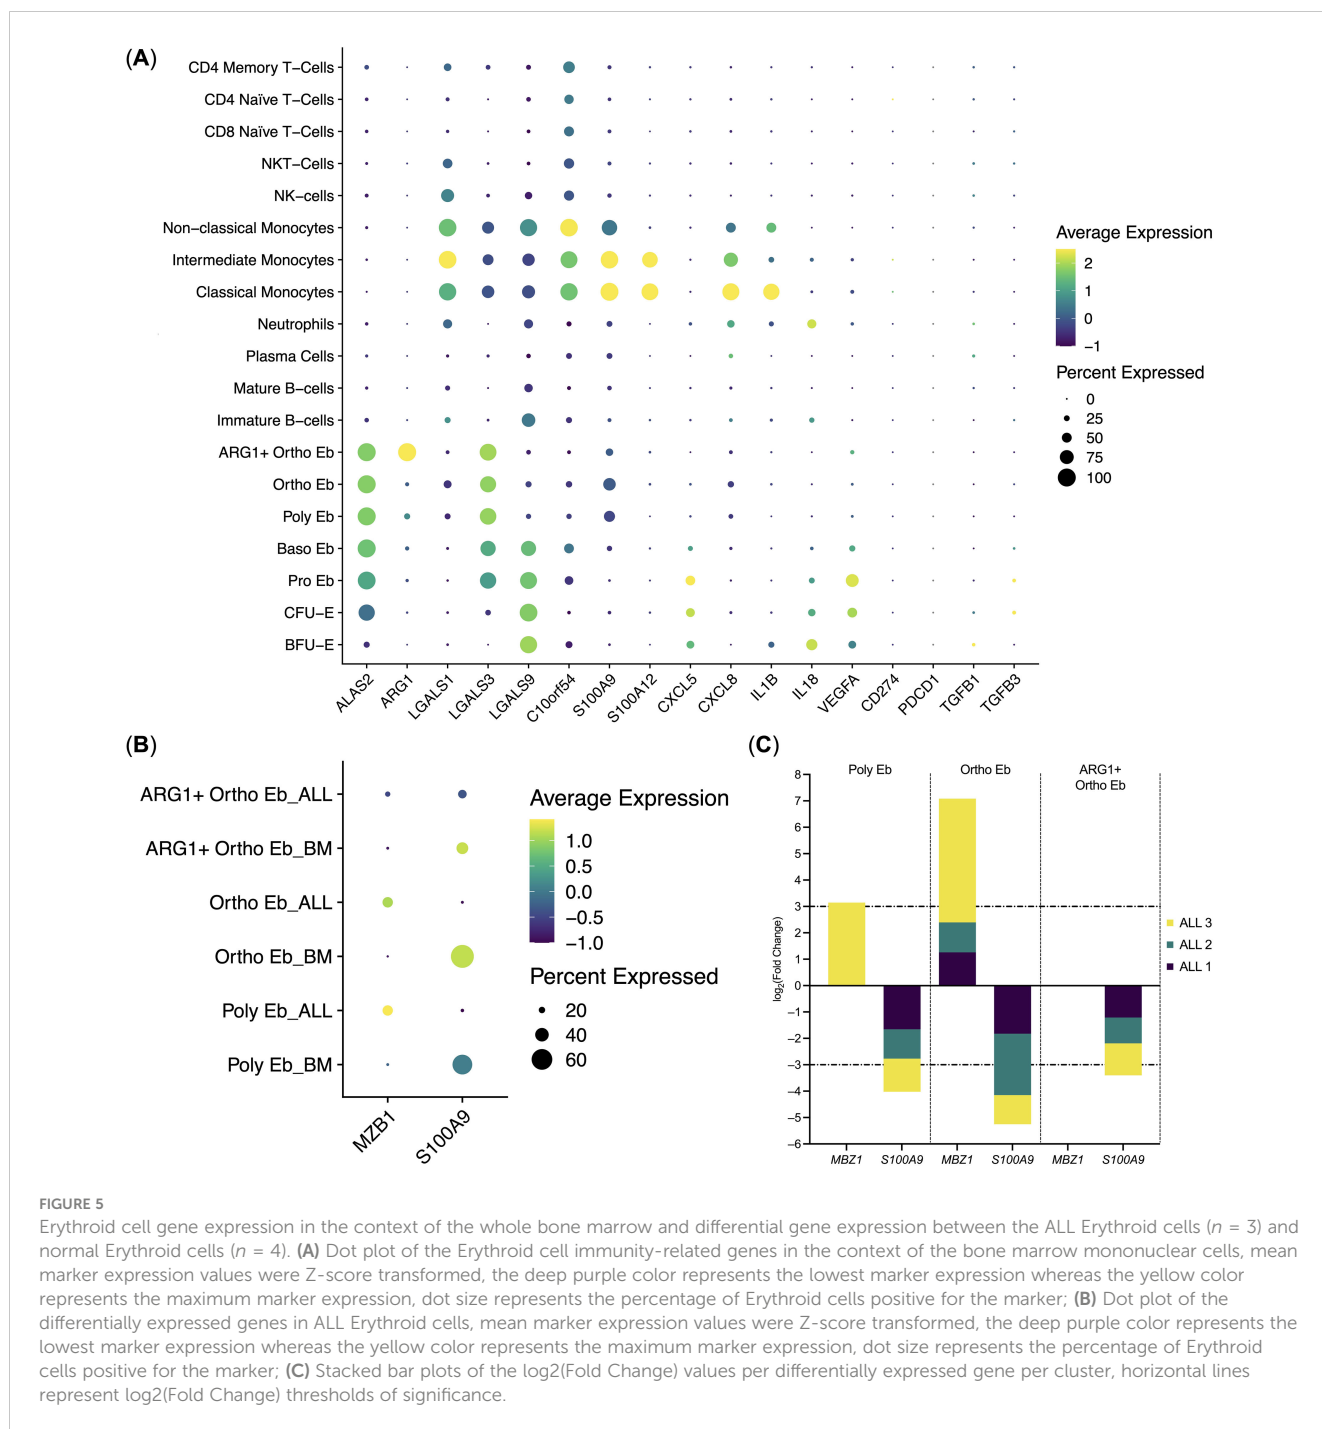 (A)
CD4 Memory T−Cells
CD4 Naïve T−Cells
CD8 Naïve T−Cells
NKT−Cells
NK−cells
Non−classical Monocytes
Intermediate Monocytes
Classical Monocytes
Neutrophils
Plasma Cells
Mature B−cells
Immature B−cells
ARG1+ Ortho Eb
Ortho Eb
Poly Eb
Baso Eb
Pro Eb
CFU−E
BFU−E
ALAS2
ARG1
LGALS1
LGALS3
LGALS9
C10orf54
S100A9
S100A12
CXCL5
CXCL8
IL1B
IL18
VEGFA
CD274
PDCD1
TGFB1
TGFB3
Average Expression
2
1
0
−1
Percent Expressed
0
25
50
75
100
(B)
ARG1+ Ortho Eb_ALL
ARG1+ Ortho Eb_BM
Ortho Eb_ALL
Ortho Eb_BM
Poly Eb_ALL
Poly Eb_BM
MZB1
S100A9
Average Expression
1.0
0.5
0.0
−0.5
−1.0
Percent Expressed
20
40
60
(C)
Poly Eb
Ortho Eb
ARG1+
Ortho Eb
log2(Fold Change)
8
7
6
5
4
3
2
1
0
−1
−2
−3
−4
−5
−6
MBZ1
S100A9
MBZ1
S100A9
MBZ1
S100A9
ALL 3
ALL 2
ALL 1
FIGURE 5
Erythroid cell gene expression in the context of the whole bone marrow and differential gene expression between the ALL Erythroid cells (n = 3) and
normal Erythroid cells (n = 4). (A) Dot plot of the Erythroid cell immunity-related genes in the context of the bone marrow mononuclear cells, mean
marker expression values were Z-score transformed, the deep purple color represents the lowest marker expression whereas the yellow color
represents the maximum marker expression, dot size represents the percentage of Erythroid cells positive for the marker; (B) Dot plot of the
differentially expressed genes in ALL Erythroid cells, mean marker expression values were Z-score transformed, the deep purple color represents the
lowest marker expression whereas the yellow color represents the maximum marker expression, dot size represents the percentage of Erythroid
cells positive for the marker; (C) Stacked bar plots of the log2(Fold Change) values per differentially expressed gene per cluster, horizontal lines
represent log2(Fold Change) thresholds of significance.